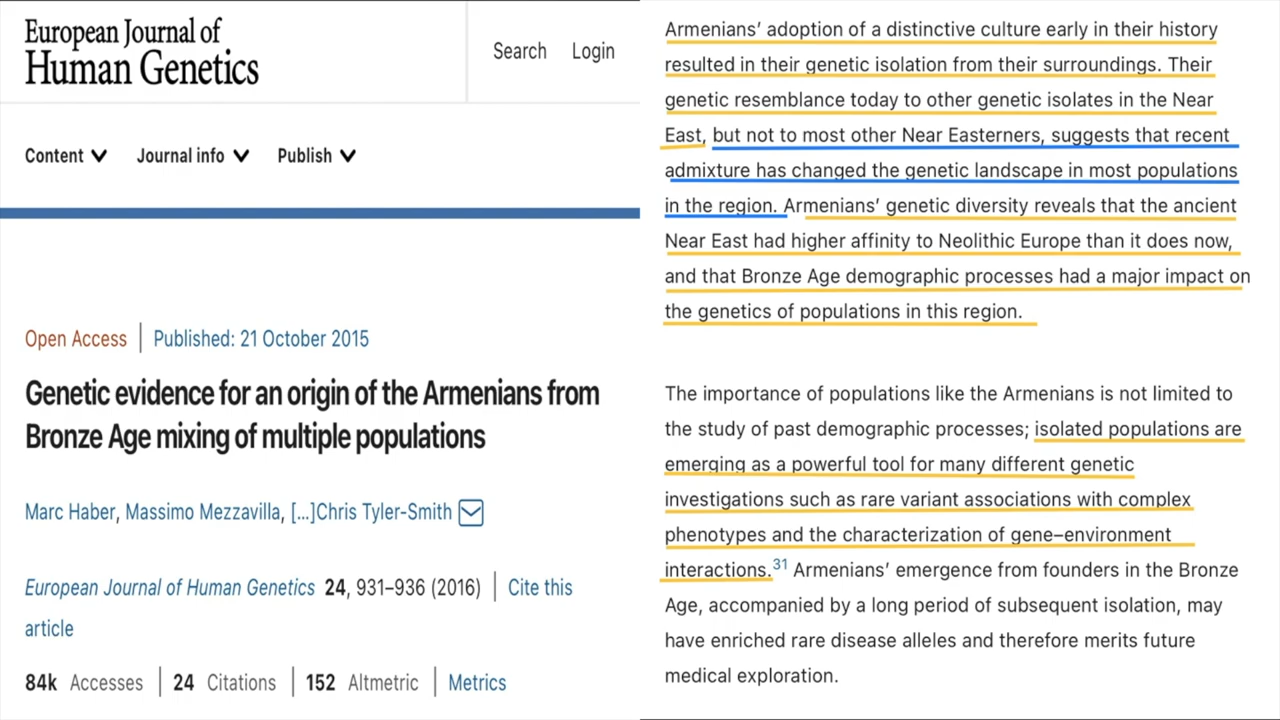 European Journal of
Human Genetics
Search Login
Content Journal info Publish
Open Access | Published: 21 October 2015
Genetic evidence for an origin of the Armenians from
Bronze Age mixing of multiple populations
Marc Haber, Massimo Mezzavilla, [...]Chris Tyler-Smith
European Journal of Human Genetics 24, 931–936 (2016) | Cite this
article
84k Accesses | 24 Citations | 152 Altmetric | Metrics
Armenians’ adoption of a distinctive culture early in their history
resulted in their genetic isolation from their surroundings. Their
genetic resemblance today to other genetic isolates in the Near
East, but not to most other Near Easterners, suggests that recent
admixture has changed the genetic landscape in most populations
in the region. Armenians’ genetic diversity reveals that the ancient
Near East had higher affinity to Neolithic Europe than it does now,
and that Bronze Age demographic processes had a major impact on
the genetics of populations in this region.
The importance of populations like the Armenians is not limited to
the study of past demographic processes; isolated populations are
emerging as a powerful tool for many different genetic
investigations such as rare variant associations with complex
phenotypes and the characterization of gene–environment
interactions.31 Armenians’ emergence from founders in the Bronze
Age, accompanied by a long period of subsequent isolation, may
have enriched rare disease alleles and therefore merits future
medical exploration.